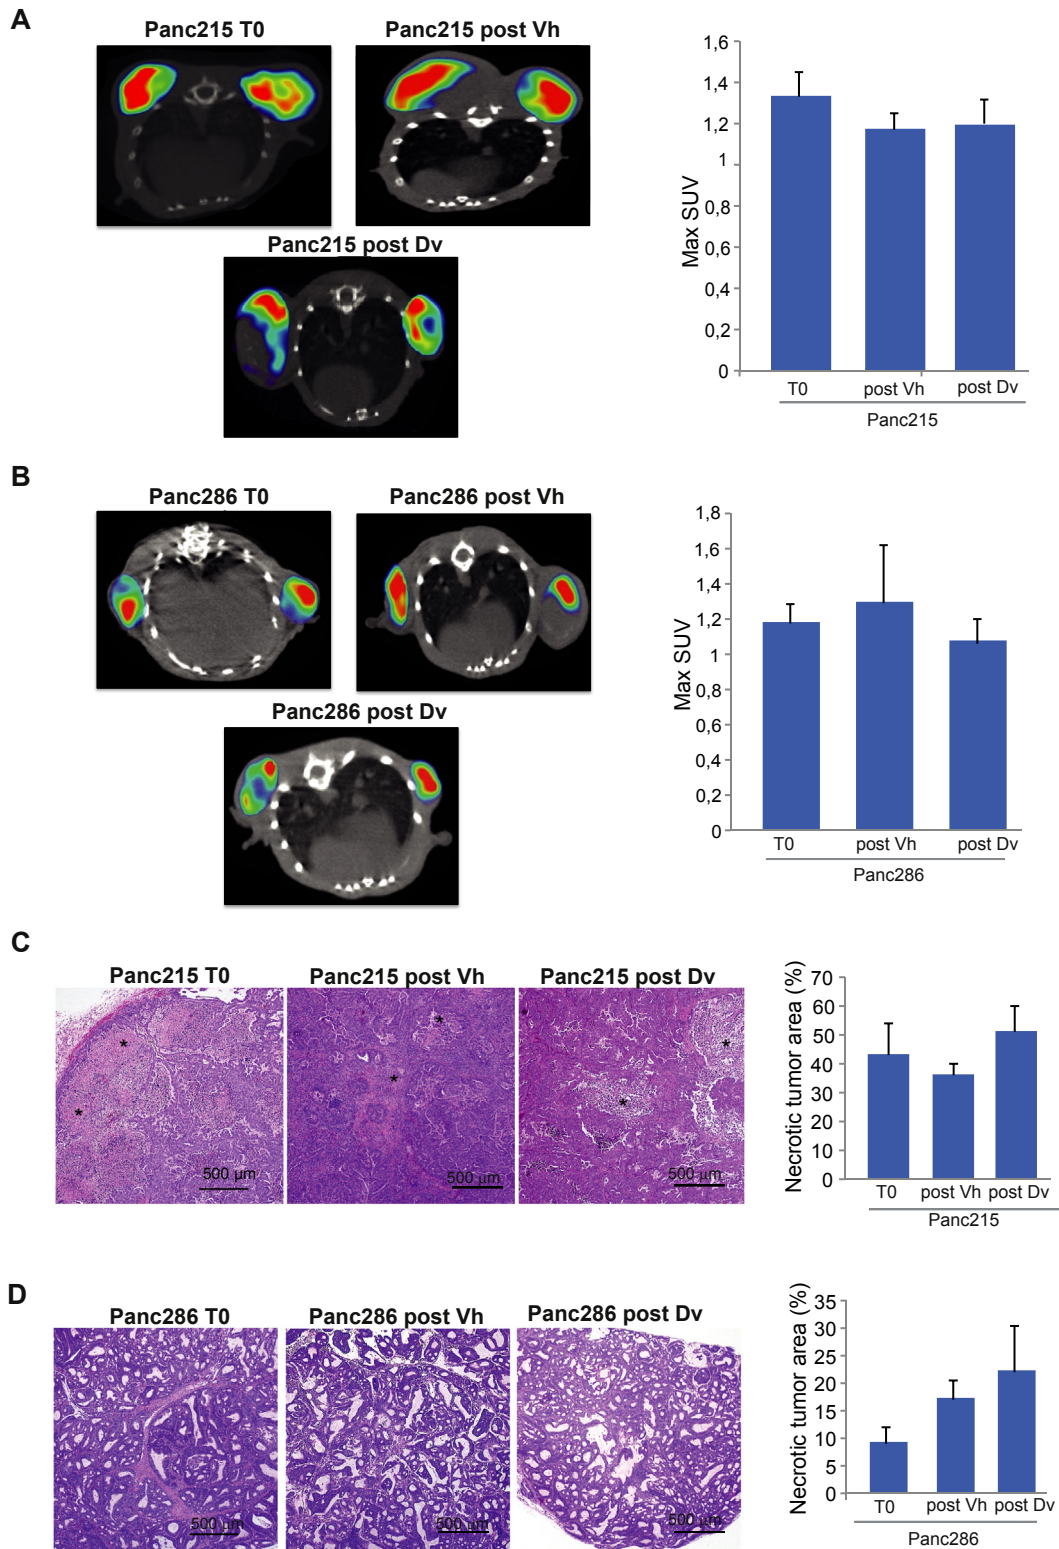 A
Panc215 T0
Panc215 post Vh
Panc215 post Dv
1,6
1,4
1,2
1
0,8
0,6
0,4
0,2
0
Max SUV
T0
post Vh
post Dv
Panc215
B
Panc286 T0
Panc286 post Vh
Panc286 post Dv
1,8
1,6
1,4
1,2
1
0,8
0,6
0,4
0,2
0
Max SUV
T0
post Vh
post Dv
Panc286
C
Panc215 T0
Panc215 post Vh
Panc215 post Dv
*
*
500 µm
*
*
500 µm
*
*
500 µm
70
60
50
40
30
20
10
0
Necrotic tumor area (%)
T0
post Vh
post Dv
Panc215
D
Panc286 T0
Panc286 post Vh
Panc286 post Dv
500 µm
500 µm
500 µm
35
30
25
20
15
10
5
0
Necrotic tumor area (%)
T0
post Vh
post Dv
Panc286